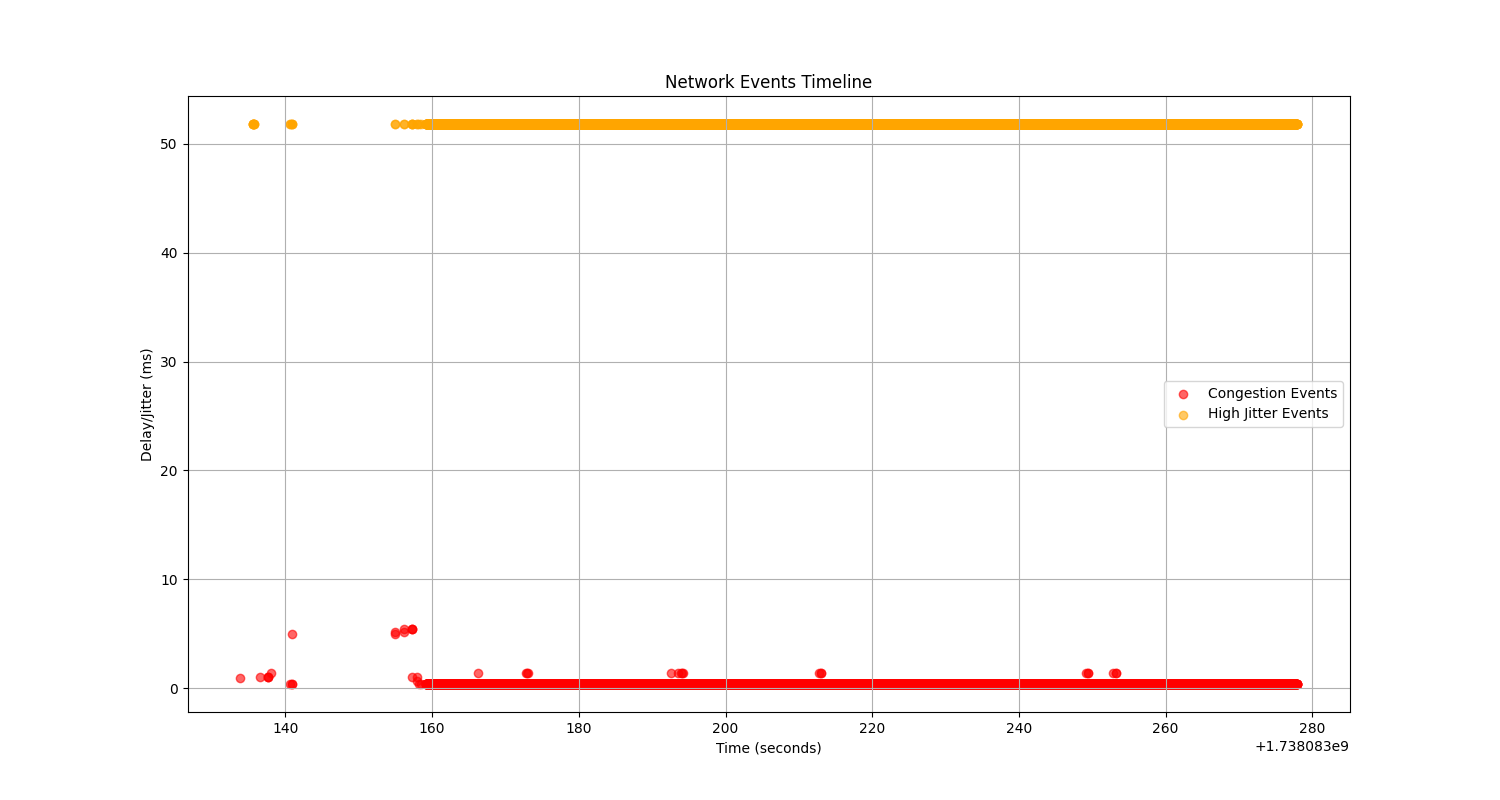 Network Events Timeline
50
40
30
20
10
0
Delay/Jitter (ms)
Congestion Events
High Jitter Events
140 160 180 200 220 240 260 280
Time (seconds)
+1.738083e9